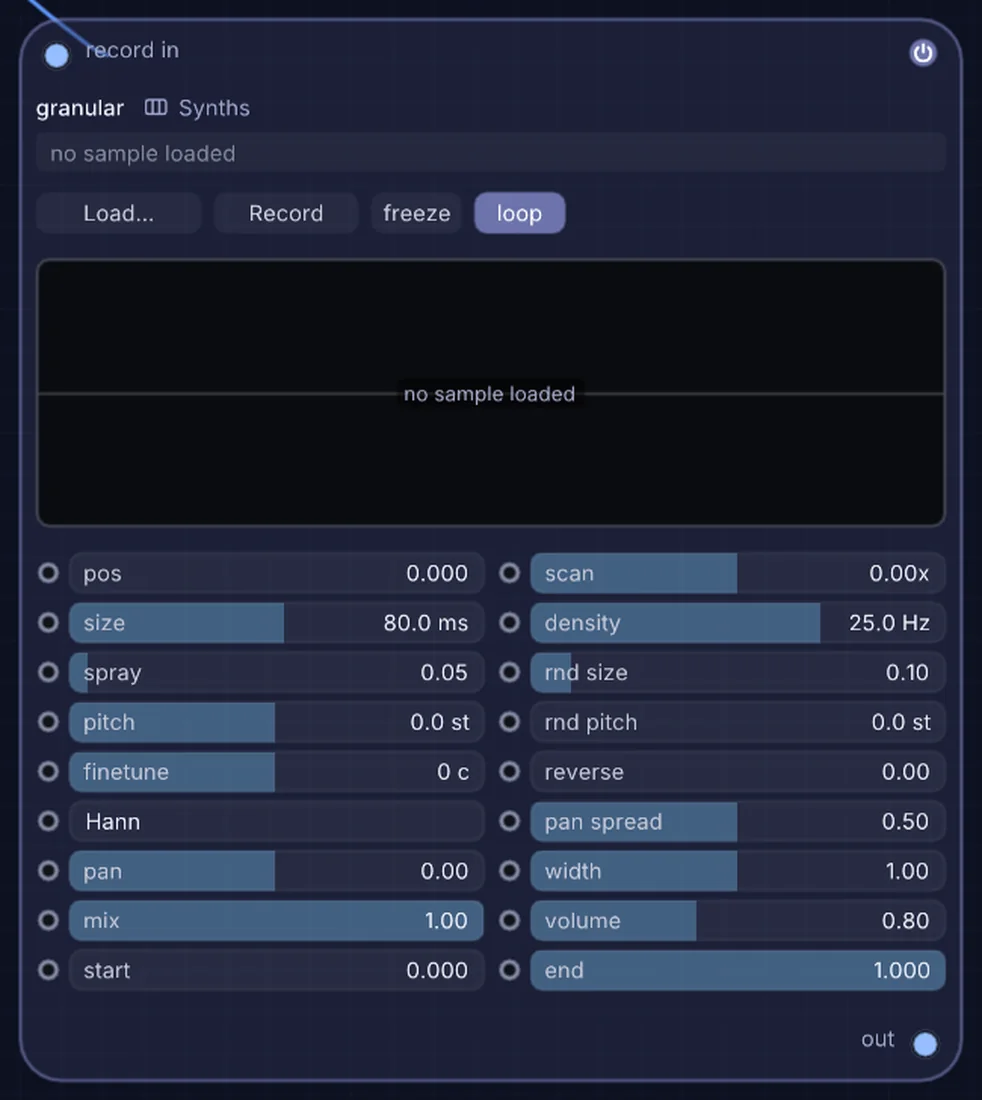 record in
granular Synths
no sample loaded
Load... Record freeze loop
no sample loaded
pos 0.000 scan 0.00x
size 80.0 ms density 25.0 Hz
spray 0.05 rnd size 0.10
pitch 0.0 st rnd pitch 0.0 st
finetune 0 c reverse 0.00
Hann pan spread 0.50
pan 0.00 width 1.00
mix 1.00 volume 0.80
start 0.000 end 1.000
out